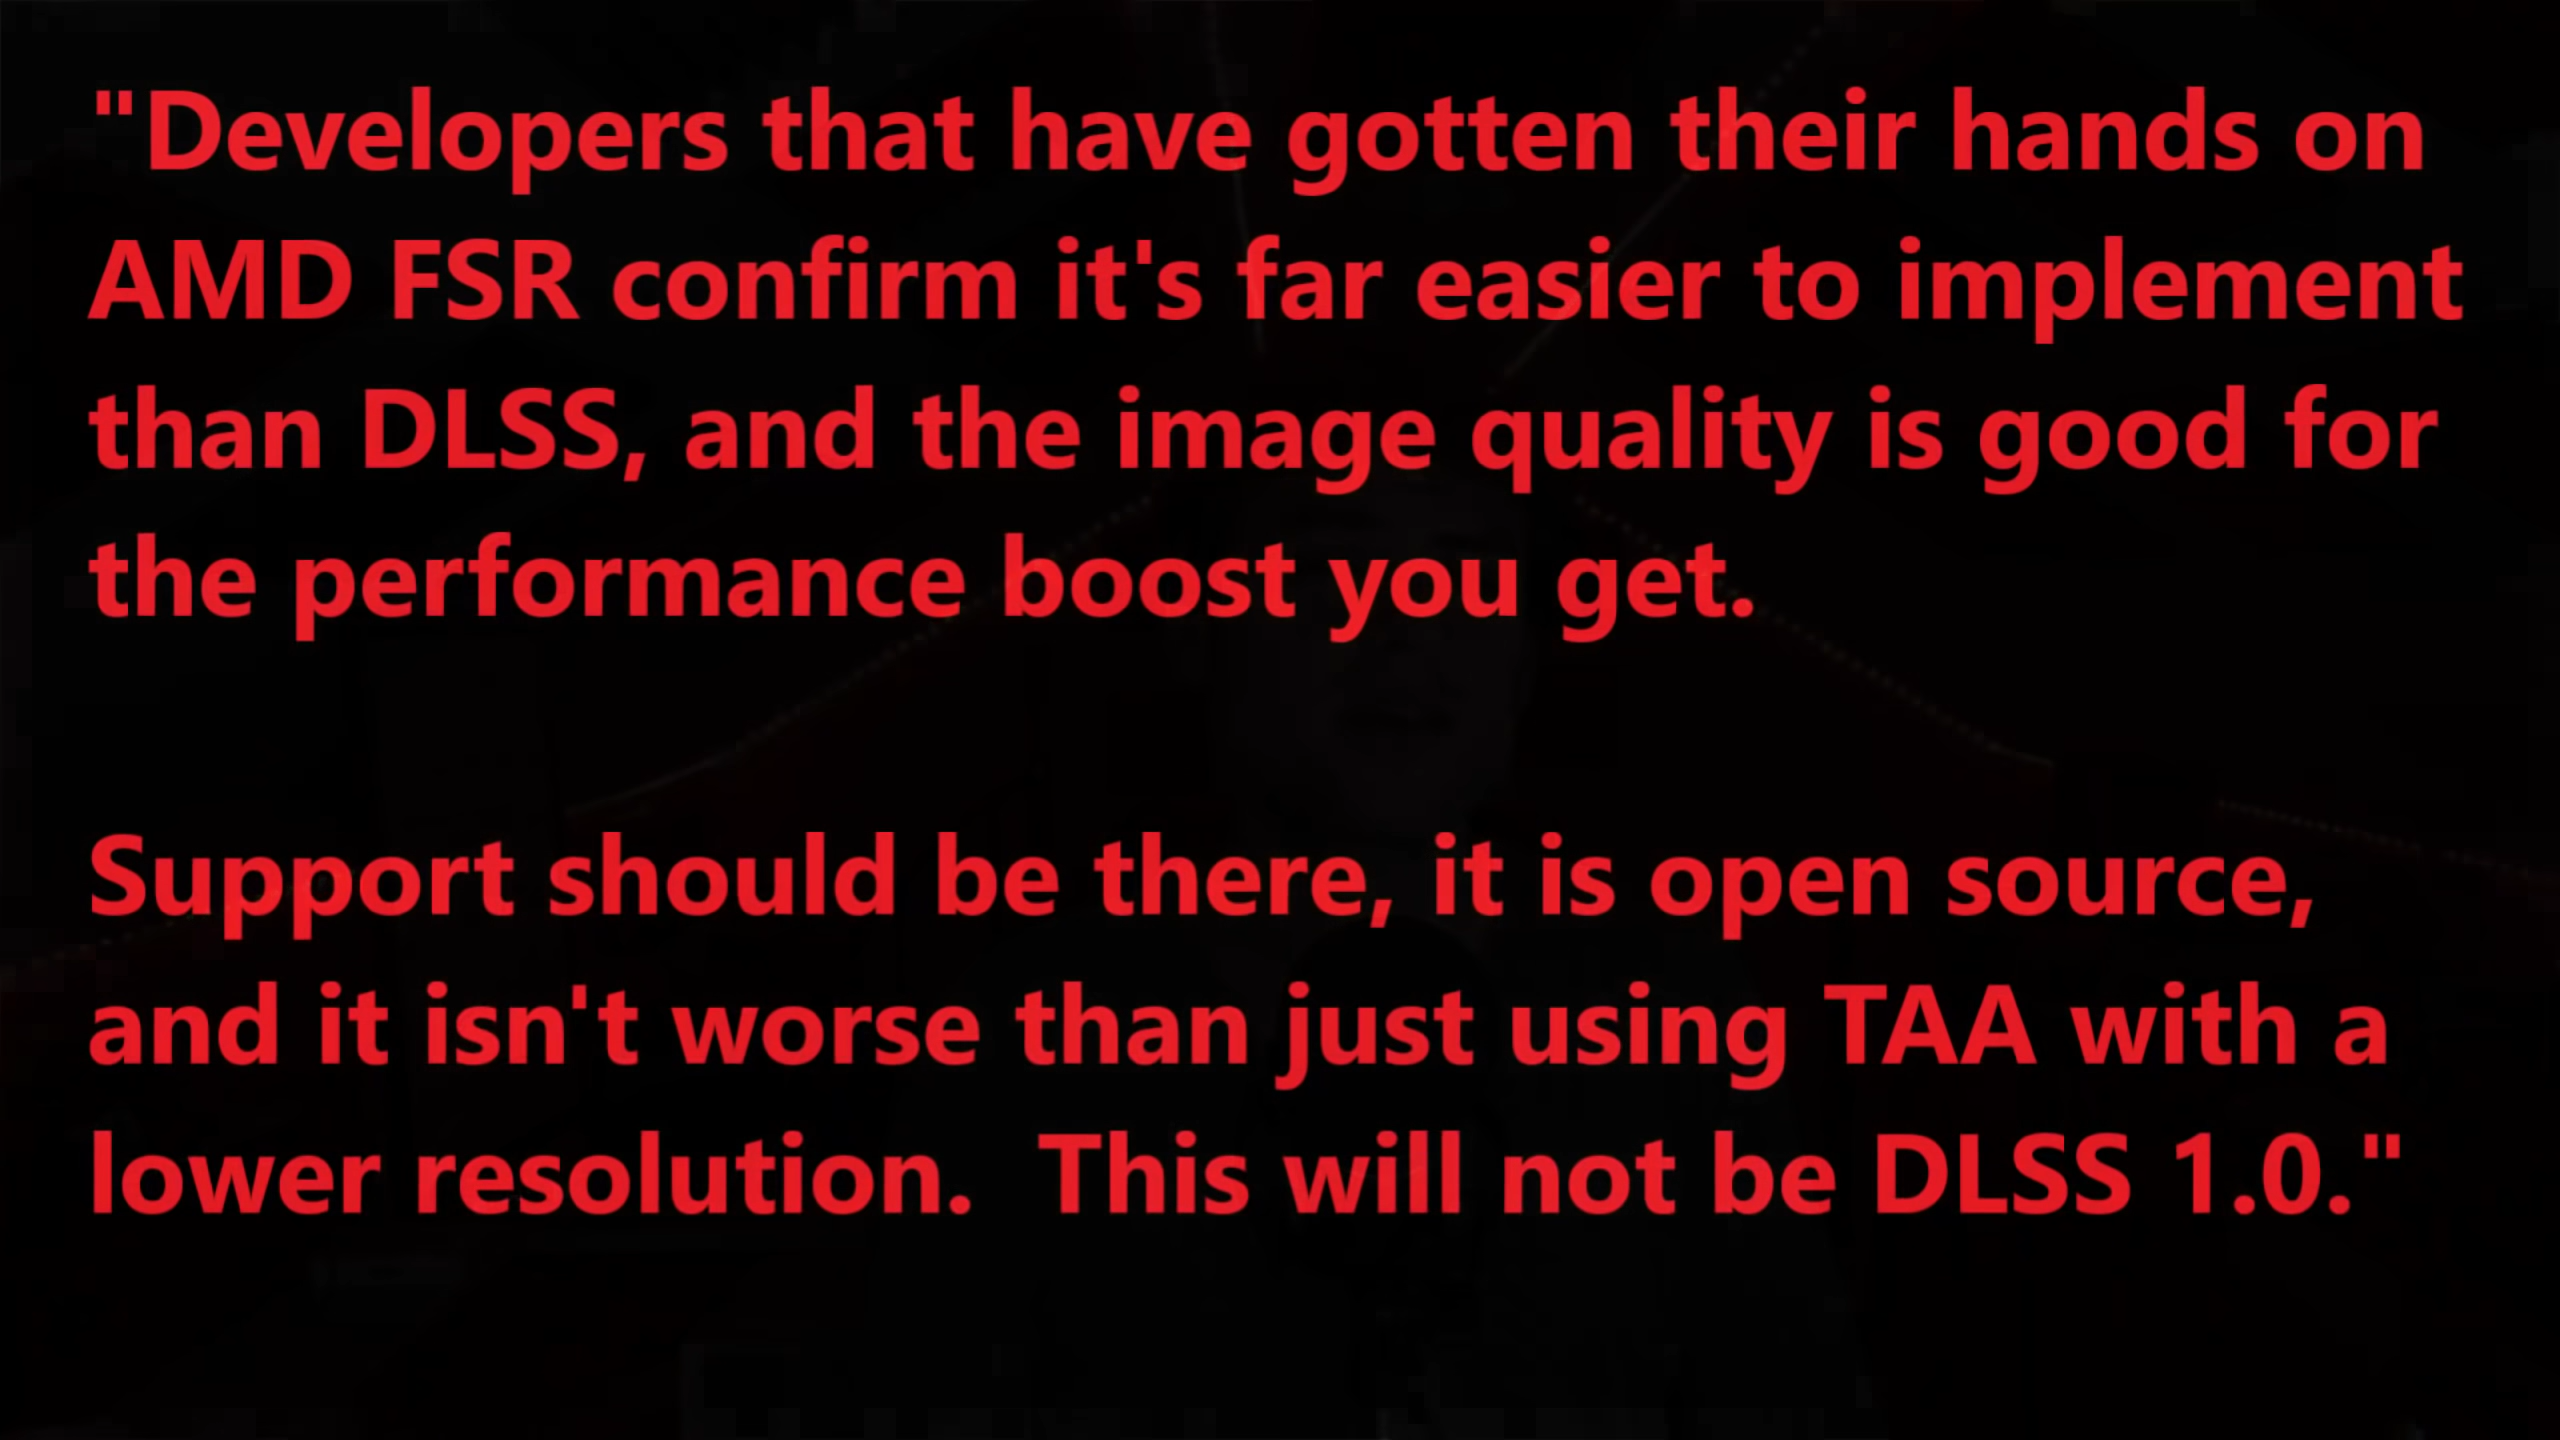 "Developers that have gotten their hands on
AMD FSR confirm it's far easier to implement
than DLSS, and the image quality is good for
the performance boost you get.
Support should be there, it is open source,
and it isn't worse than just using TAA with a
lower resolution.  This will not be DLSS 1.0."